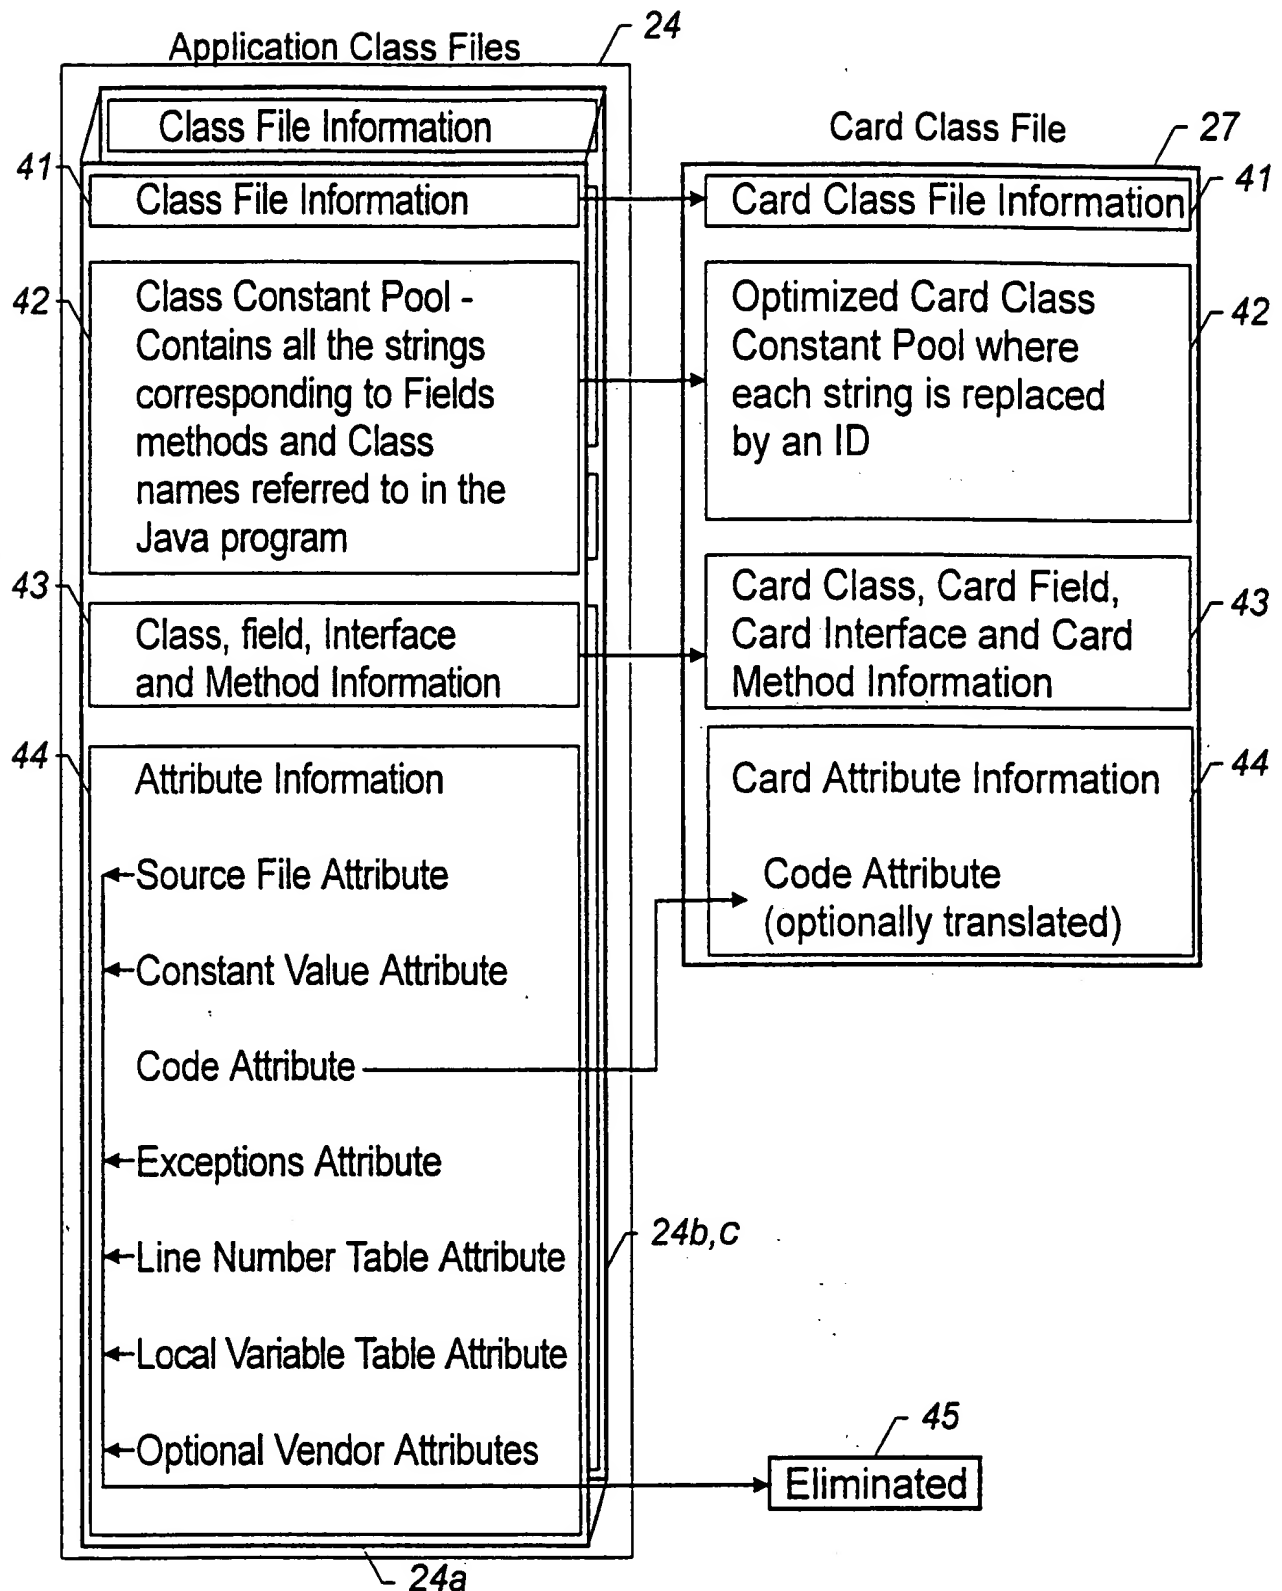 Application Class Files
24
Class File Information
41
Class File Information
42
Class Constant Pool -
Contains all the strings
corresponding to Fields
methods and Class
names referred to in the
Java program
43
Class, field, Interface
and Method Information
44
Attribute Information
Source File Attribute
Constant Value Attribute
Code Attribute
Exceptions Attribute
Line Number Table Attribute
Local Variable Table Attribute
Optional Vendor Attributes
24a
24b,c
Card Class File
27
Card Class File Information
41
Optimized Card Class
Constant Pool where
each string is replaced
by an ID
42
Card Class, Card Field,
Card Interface and Card
Method Information
43
Card Attribute Information
44
Code Attribute
(optionally translated)
45
Eliminated